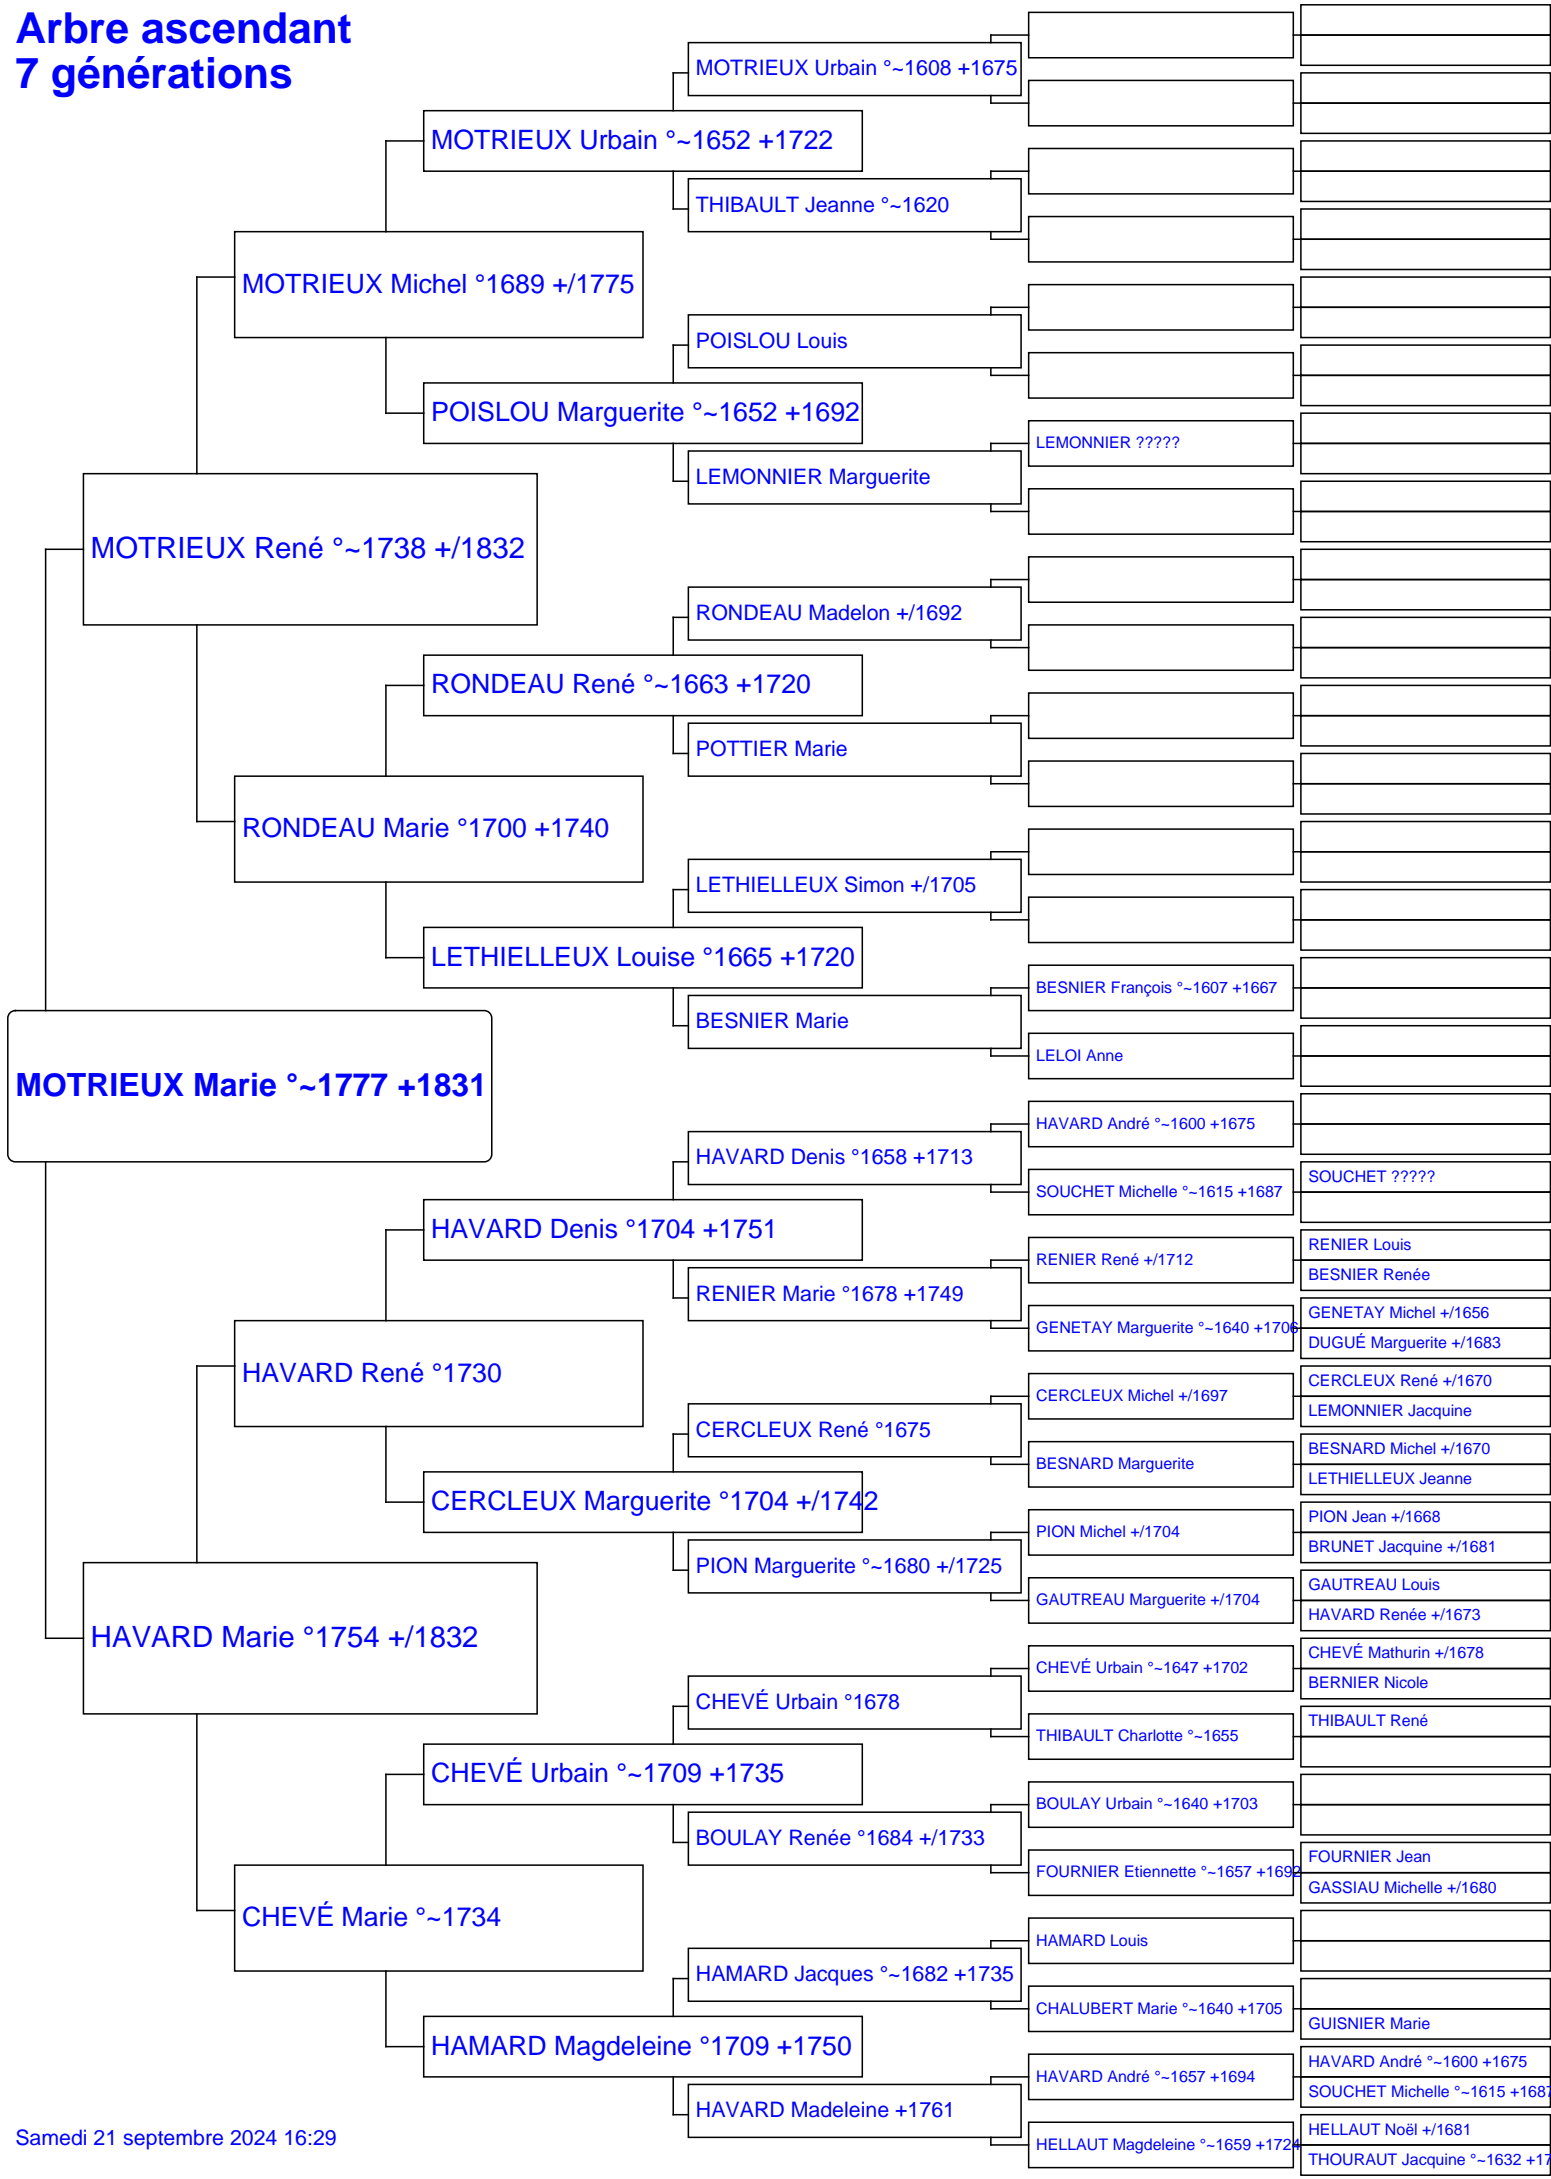 Arbre ascendant
7 générations
MOTRIEUX Urbain °~1608 +1675
MOTRIEUX Urbain °~1652 +1722
THIBAULT Jeanne °~1620
MOTRIEUX Michel °1689 +/1775
POISLOU Louis
POISLOU Marguerite °~1652 +1692
LEMONNIER ?????
LEMONNIER Marguerite
MOTRIEUX René °~1738 +/1832
RONDEAU Madelon +/1692
RONDEAU René °~1663 +1720
POTTIER Marie
RONDEAU Marie °1700 +1740
LETHIELLEUX Simon +/1705
LETHIELLEUX Louise °1665 +1720
BESNIER François °~1607 +1667
BESNIER Marie
LELOI Anne
MOTRIEUX Marie °~1777 +1831
HAVARD André °~1600 +1675
HAVARD Denis °1658 +1713
SOUCHET ?????
SOUCHET Michelle °~1615 +1687
HAVARD Denis °1704 +1751
RENIER Louis
RENIER René +/1712
BESNIER Renée
RENIER Marie °1678 +1749
GENETAY Michel +/1656
GENETAY Marguerite °~1640 +1706
DUGUÉ Marguerite +/1683
HAVARD René °1730
CERCLEUX René +/1670
CERCLEUX Michel +/1697
LEMONNIER Jacquine
CERCLEUX René °1675
BESNARD Michel +/1670
BESNARD Marguerite
LETHIELLEUX Jeanne
CERCLEUX Marguerite °1704 +/1742
PION Jean +/1668
PION Michel +/1704
BRUNET Jacquine +/1681
PION Marguerite °~1680 +/1725
GAUTREAU Louis
GAUTREAU Marguerite +/1704
HAVARD Renée +/1673
HAVARD Marie °1754 +/1832
CHEVÉ Mathurin +/1678
CHEVÉ Urbain °~1647 +1702
BERNIER Nicole
CHEVÉ Urbain °1678
THIBAULT René
THIBAULT Charlotte °~1655
CHEVÉ Urbain °~1709 +1735
BOULAY Urbain °~1640 +1703
BOULAY Renée °1684 +/1733
FOURNIER Jean
FOURNIER Etiennette °~1657 +1692
GASSIAU Michelle +/1680
CHEVÉ Marie °~1734
HAMARD Louis
HAMARD Jacques °~1682 +1735
CHALUBERT Marie °~1640 +1705
GUISNIER Marie
HAMARD Magdeleine °1709 +1750
HAVARD André °~1600 +1675
HAVARD André °~1657 +1694
SOUCHET Michelle °~1615 +1687
HAVARD Madeleine +1761
HELLAUT Noël +/1681
HELLAUT Magdeleine °~1659 +1724
THOURAUT Jacquine °~1632 +17
Samedi 21 septembre 2024 16:29